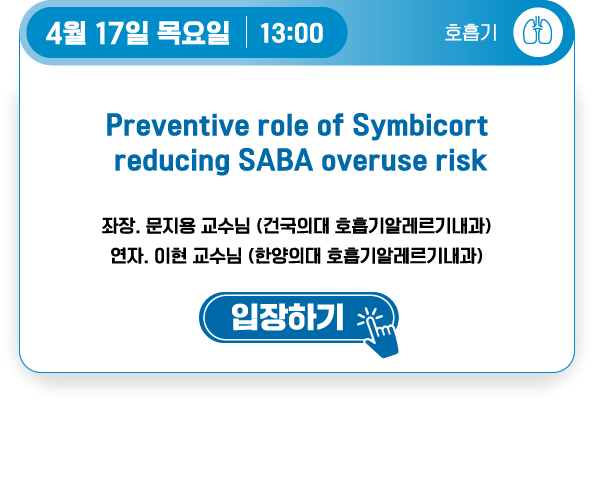 4월 17일 목요일 13:00 호흡기
Preventive role of Symbicort
reducing SABA overuse risk
좌장. 문지용 교수님 (건국의대 호흡기알레르기내과)
연자. 이현 교수님 (한양의대 호흡기알레르기내과)
입장하기